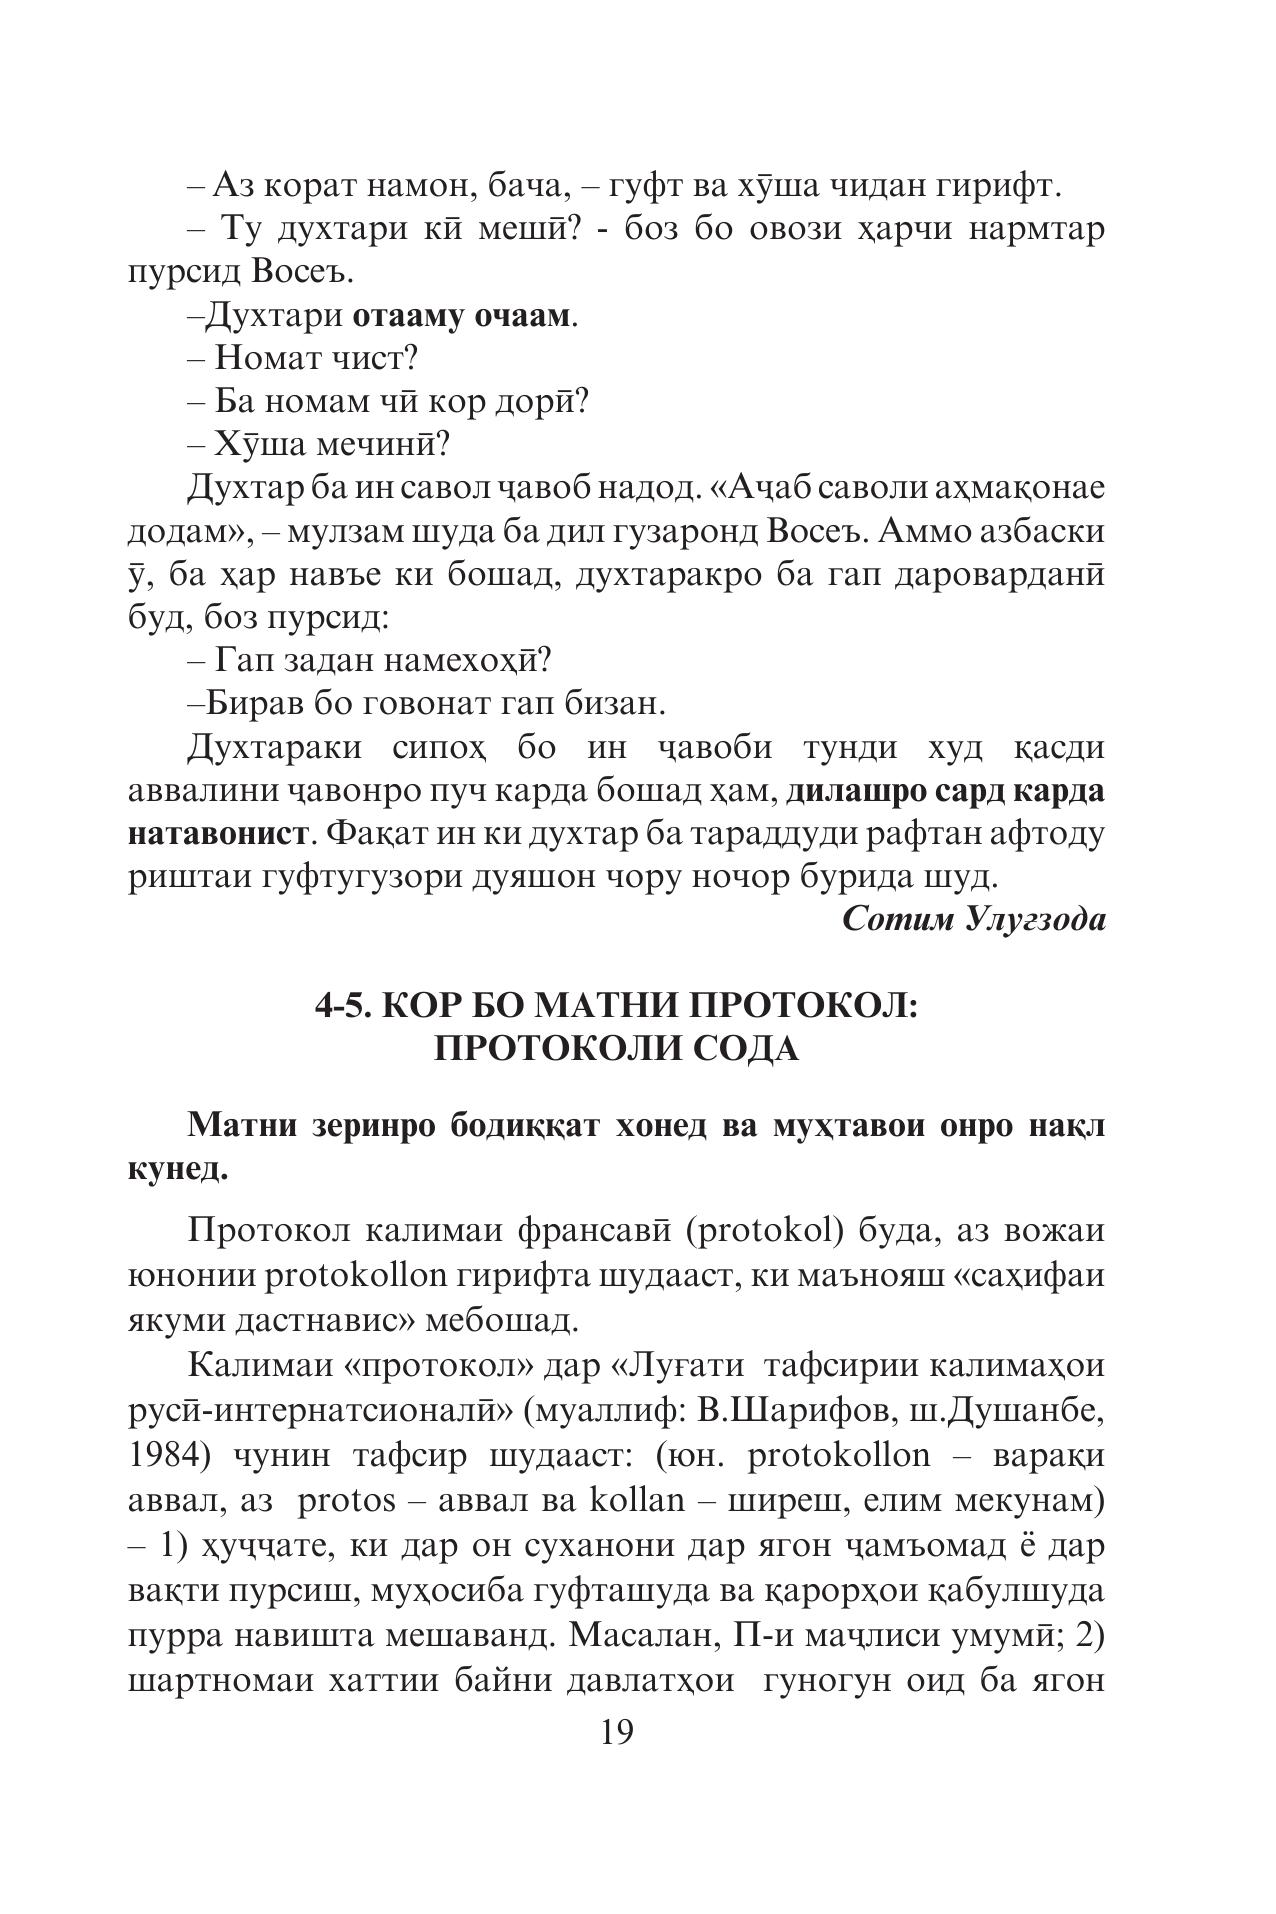 – Аз корат намон, бача, – гуфт ва хӯша чидан гирифт.
– Ту духтари кӣ мешӣ? - боз бо овози ҳарчи нармтар
пурсид Восеъ.
–Духтари отааму очаам.
– Номат чист?
– Ба номам чӣ кор дорӣ?
– Хӯша мечинӣ?
Духтар ба ин савол ҷавоб надод. «Аҷаб саволи аҳмақонае
додам», – мулзам шуда ба дил гузаронд Восеъ. Аммо азбаски
ӯ, ба ҳар навъе ки бошад, духтаракро ба гап дароварданӣ
буд, боз пурсид:
– Гап задан намехоҳӣ?
–Бирав бо говонат гап бизан.
Духтараки сипоҳ бо ин ҷавоби тунди худ қасди
аввалини ҷавонро пуч карда бошад ҳам, дилашро сард карда
натавонист. Фақат ин ки духтар ба тараддуди рафтан афтоду
риштаи гуфтугузори дуяшон чору ночор бурида шуд.
Сотим Улуғзода
4-5. КОР БО МАТНИ ПРОТОКОЛ:
ПРОТОКОЛИ СОДА
Матни зеринро бодиққат хонед ва муҳтавои онро нақл
кунед.
Протокол калимаи франсавӣ (protokol) буда, аз вожаи
юнонии protokollon гирифта шудааст, ки маънояш «саҳифаи
якуми дастнавис» мебошад.
Калимаи «протокол» дар «Луғати тафсирии калимаҳои
русӣ-интернатсионалӣ» (муаллиф: В.Шарифов, ш.Душанбе,
1984) чунин тафсир шудааст: (юн. protokollon – варақи
аввал, аз protos – аввал ва kollan – ширеш, елим мекунам)
– 1) ҳуҷҷате, ки дар он суханони дар ягон ҷамъомад ё дар
вақти пурсиш, муҳосиба гуфташуда ва қарорҳои қабулшуда
пурра навишта мешаванд. Масалан, П-и маҷлиси умумӣ; 2)
шартномаи хаттии байни давлатҳои гуногун оид ба ягон
19